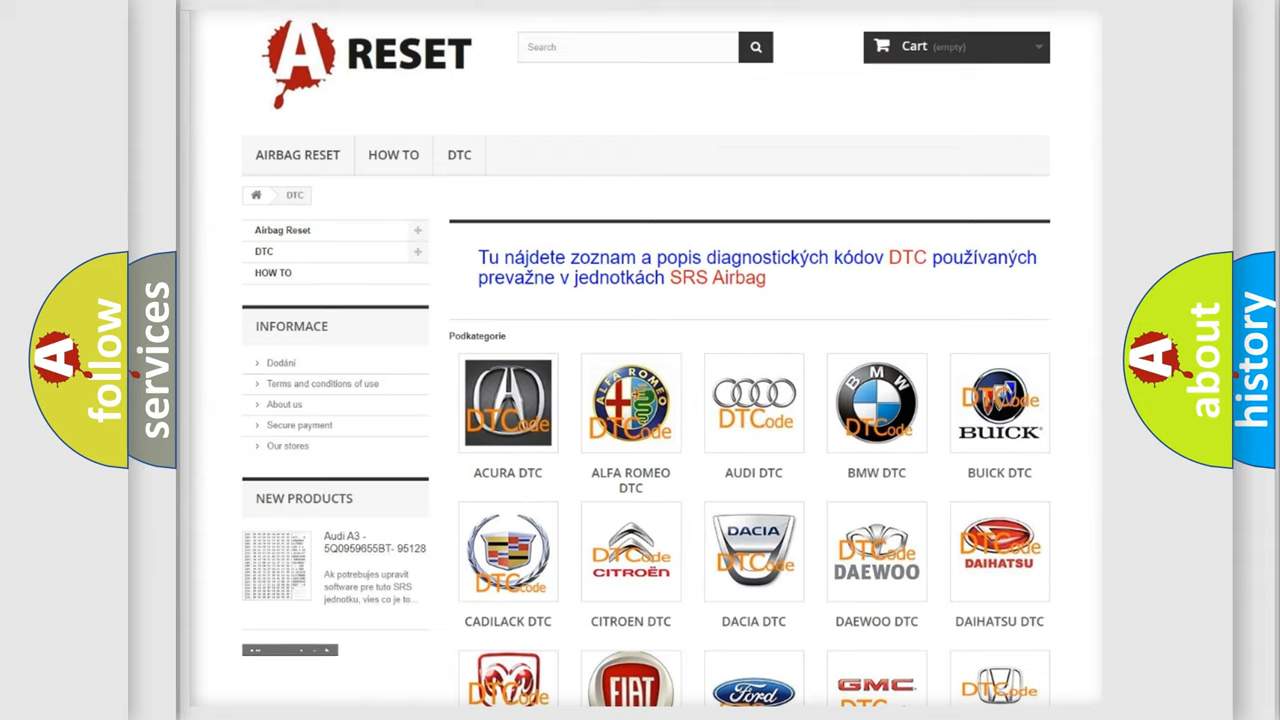 A RESET
Search
Cart (empty)
AIRBAG RESET
HOW TO
DTC
DTC
Airbag Reset
DTC
HOW TO
Tu nájdete zoznam a popis diagnostických kódov DTC používaných
prevažne v jednotkách SRS Airbag
INFORMACE
Dodání
Terms and conditions of use
About us
Secure payment
Our stores
NEW PRODUCTS
Audi A3 -
5Q0959655BT- 95128
Ak potrebujes upravit
software pre tuto SRS
jednotku, vies co je to...
Podkategorie
DTCode
ALFA ROMEO
DTCode
DTCode
BMW
DTCode
DTCode
BUICK
ACURA DTC
ALFA ROMEO
DTC
AUDI DTC
BMW DTC
BUICK DTC
DTCode
DTCode
CITROËN
DACIA
DTCode
DTCode
DAEWOO
DTCode
DAIHATSU
CADILACK DTC
CITROEN DTC
DACIA DTC
DAEWOO DTC
DAIHATSU DTC
DTCode
FIAT
Ford
GMC
DTCode
A follow
services
A about
history